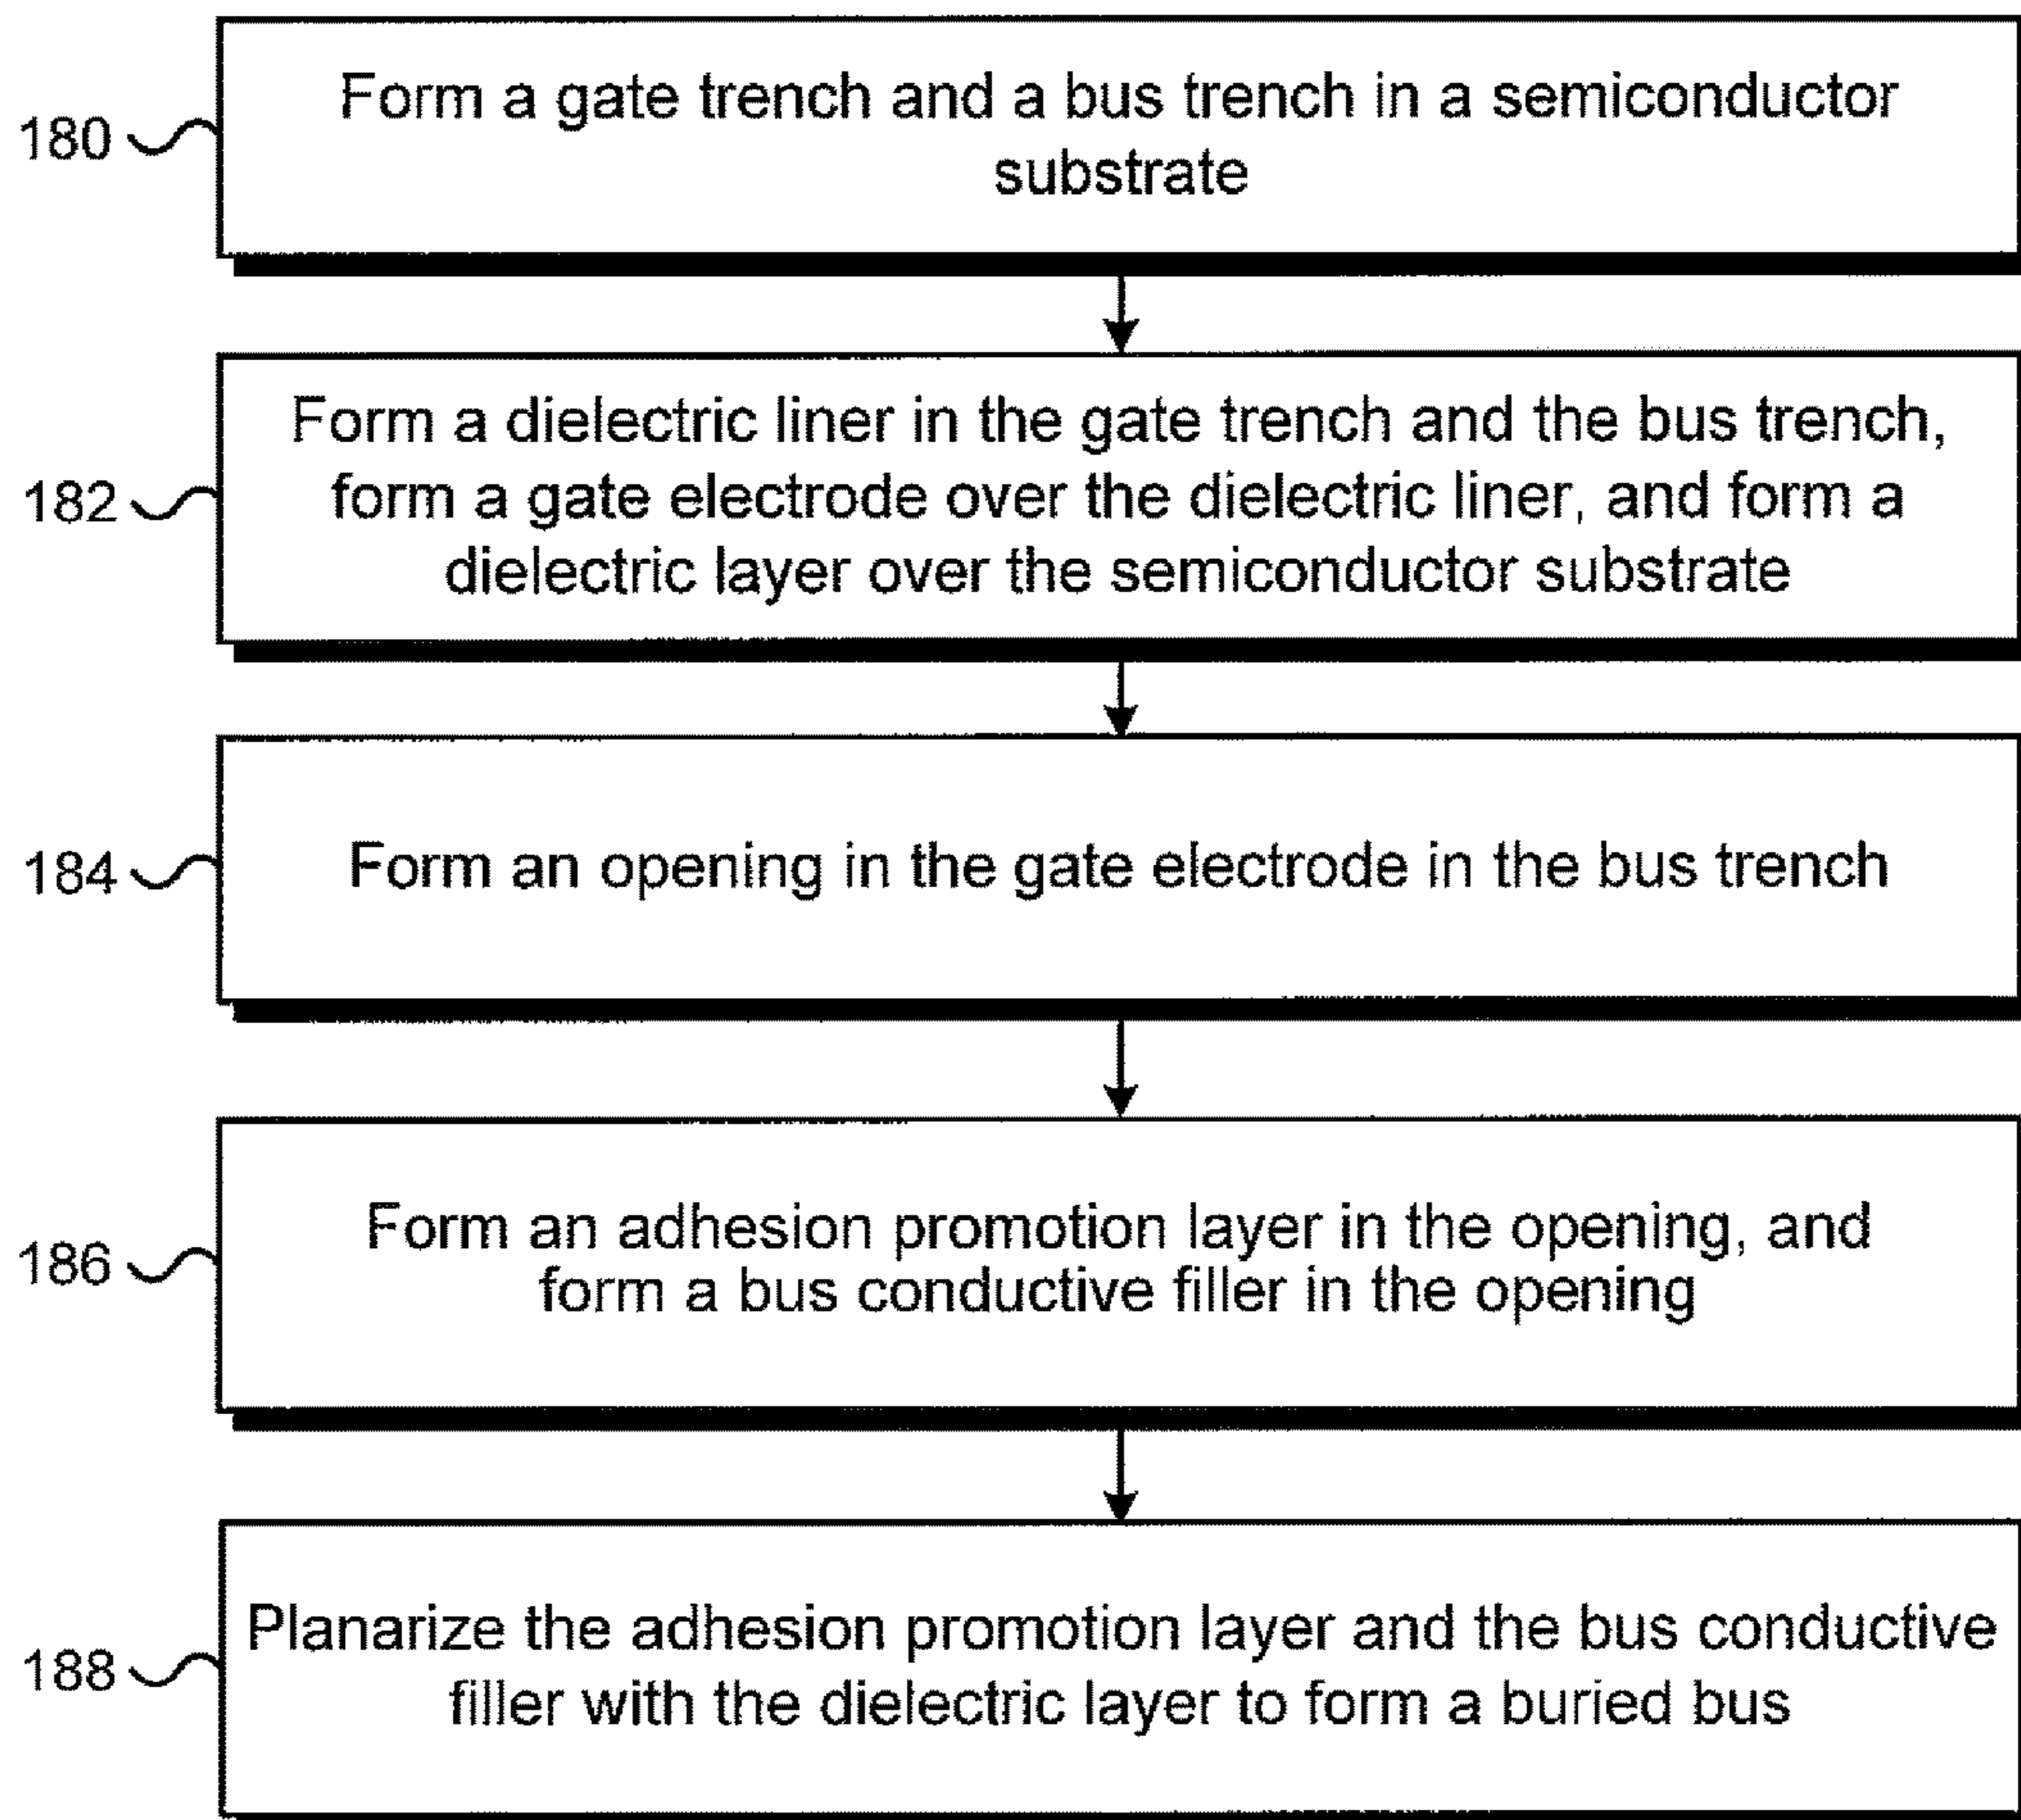 180
Form a gate trench and a bus trench in a semiconductor
substrate
182
Form a dielectric liner in the gate trench and the bus trench,
form a gate electrode over the dielectric liner, and form a
dielectric layer over the semiconductor substrate
184
Form an opening in the gate electrode in the bus trench
186
Form an adhesion promotion layer in the opening, and
form a bus conductive filler in the opening
188
Planarize the adhesion promotion layer and the bus conductive
filler with the dielectric layer to form a buried bus